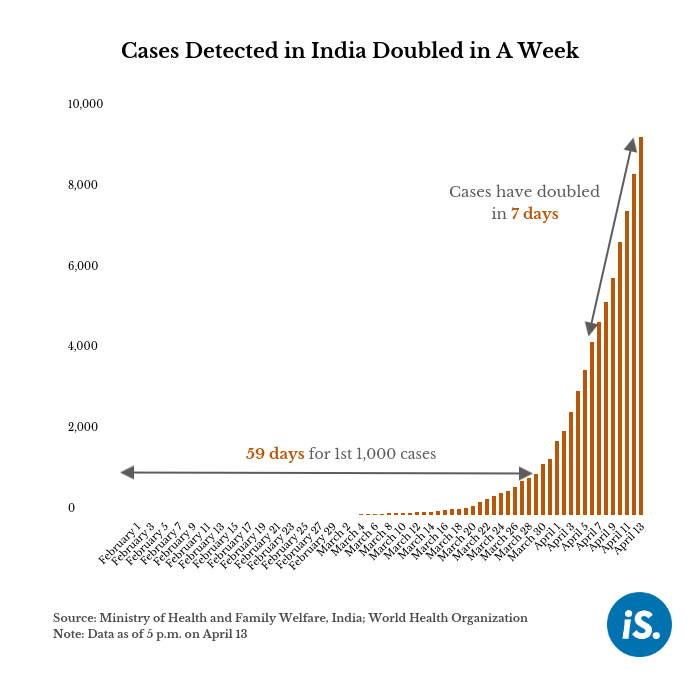 Cases Detected in India Doubled in A Week
10,000
8,000
6,000
4,000
2,000
0
Cases have doubled
in 7 days
59 days for 1st 1,000 cases
February 1
February 3
February 5
February 7
February 9
February 11
February 13
February 15
February 17
February 19
February 21
February 23
February 25
February 27
February 29
March 2
March 4
March 6
March 8
March 10
March 12
March 14
March 16
March 18
March 20
March 22
March 24
March 26
March 28
March 30
April 1
April 3
April 5
April 7
April 9
April 11
April 13
Source: Ministry of Health and Family Welfare, India; World Health Organization
Note: Data as of 5 p.m. on April 13
iS.